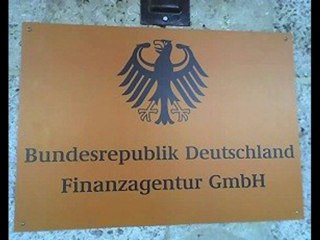 Bundesrepublik Deutschland
Finanzagentur GmbH